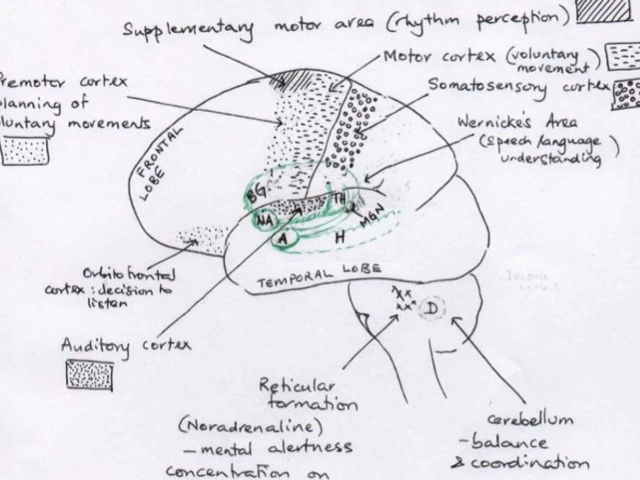 Supplementary motor area (rhythm perception)
Motor cortex (voluntary
movement)
Somatosensory cortex
Wernicke's Area
(speech/language
understanding)
Premotor cortex
planning of
voluntary movements
FRONTAL
LOBE
BG
NA
A
TH
MGN
H
TEMPORAL LOBE
Orbitofrontal
cortex: decision to
listen
Auditory cortex
D
Reticular
formation
(Noradrenaline)
- mental alertness
concentration on
cerebellum
- balance
& coordination